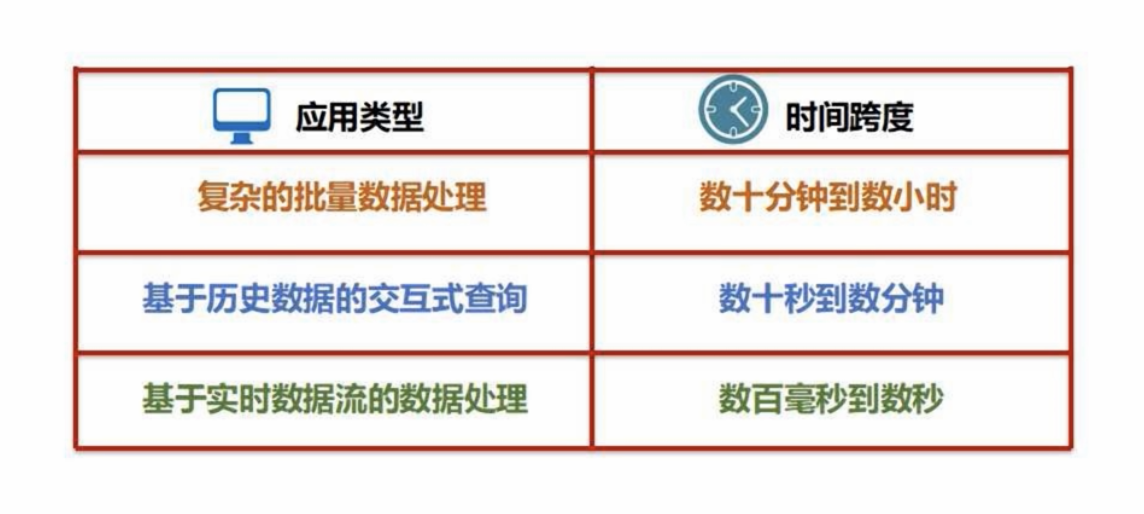 应用类型 时间跨度
复杂的批量数据处理 数十分钟到数小时
基于历史数据的交互式查询 数十秒到数分钟
基于实时数据流的数据处理 数百毫秒到数秒